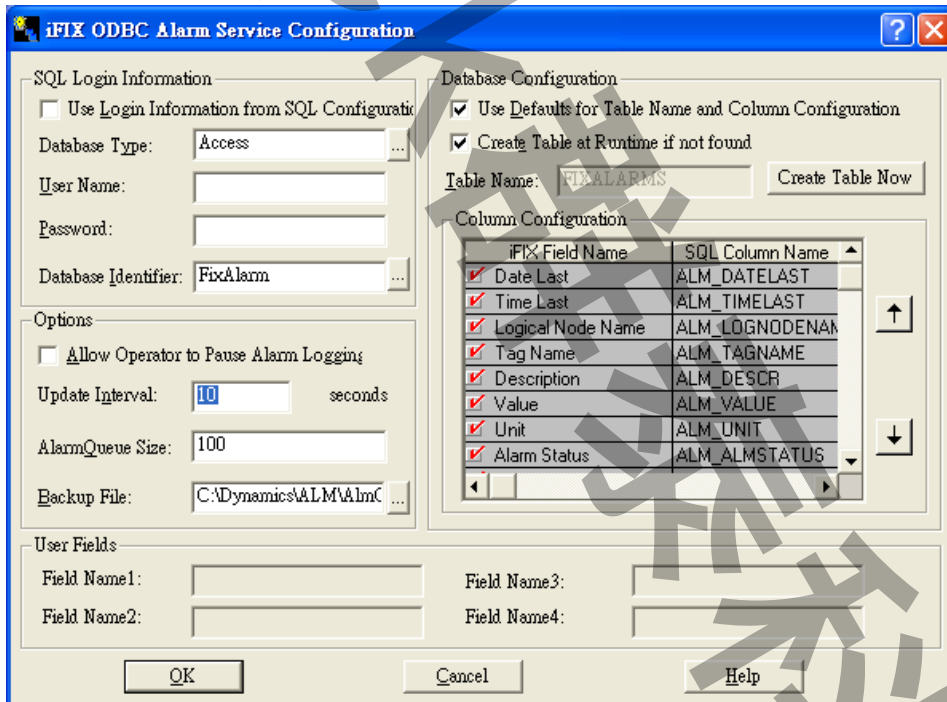 iFIX ODBC Alarm Service Configuration
SQL Login Information
Use Login Information from SQL Configuratio
Database Type:
Access
...
User Name:
Password:
Database Identifier:
FixAlarm
...
Options
Allow Operator to Pause Alarm Logging
Update Interval:
10
seconds
AlarmQueue Size:
100
Backup File:
C:\Dynamics\ALM\AlmC
...
Database Configuration
Use Defaults for Table Name and Column Configuration
Create Table at Runtime if not found
Table Name:
FIXALARMS
Create Table Now
Column Configuration
iFIX Field Name SQL Column Name
Date Last ALM_DATELAST
Time Last ALM_TIMELAST
Logical Node Name ALM_LOGNODENAM
Tag Name ALM_TAGNAME
Description ALM_DESCR
Value ALM_VALUE
Unit ALM_UNIT
Alarm Status ALM_ALMSTATUS
User Fields
Field Name1:
Field Name2:
Field Name3:
Field Name4:
OK
Cancel
Help